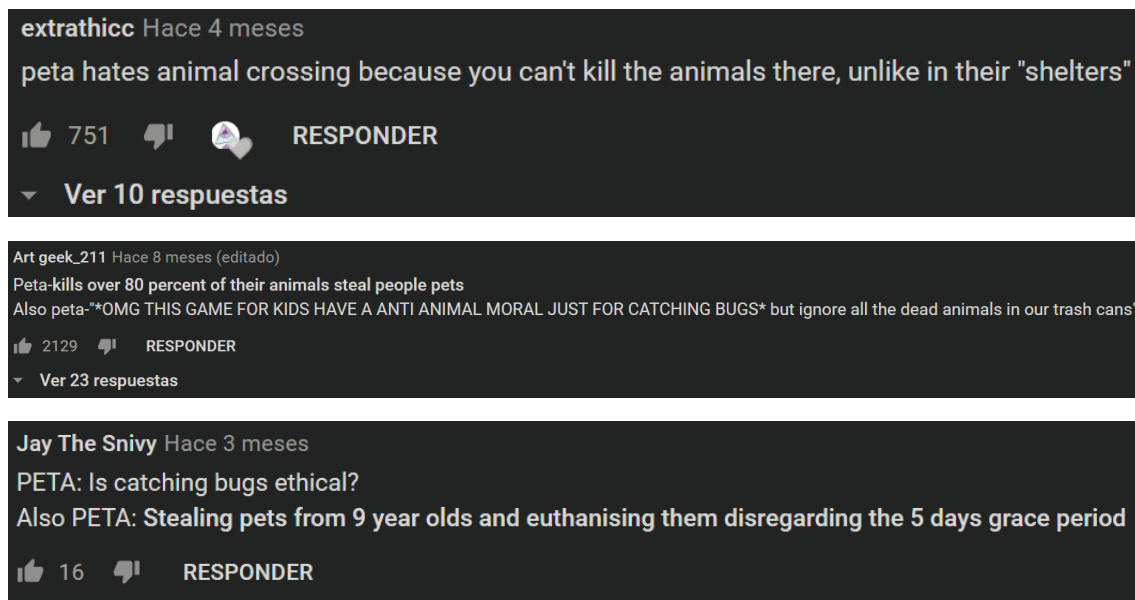 extrathicc Hace 4 meses
peta hates animal crossing because you can't kill the animals there, unlike in their "shelters"
751 RESPONDER
Ver 10 respuestas
Art geek_211 Hace 8 meses (editado)
Peta-kills over 80 percent of their animals steal people pets
Also peta-"*OMG THIS GAME FOR KIDS HAVE A ANTI ANIMAL MORAL JUST FOR CATCHING BUGS* but ignore all the dead animals in our trash cans"
2129 RESPONDER
Ver 23 respuestas
Jay The Snivy Hace 3 meses
PETA: Is catching bugs ethical?
Also PETA: Stealing pets from 9 year olds and euthanising them disregarding the 5 days grace period
16 RESPONDER